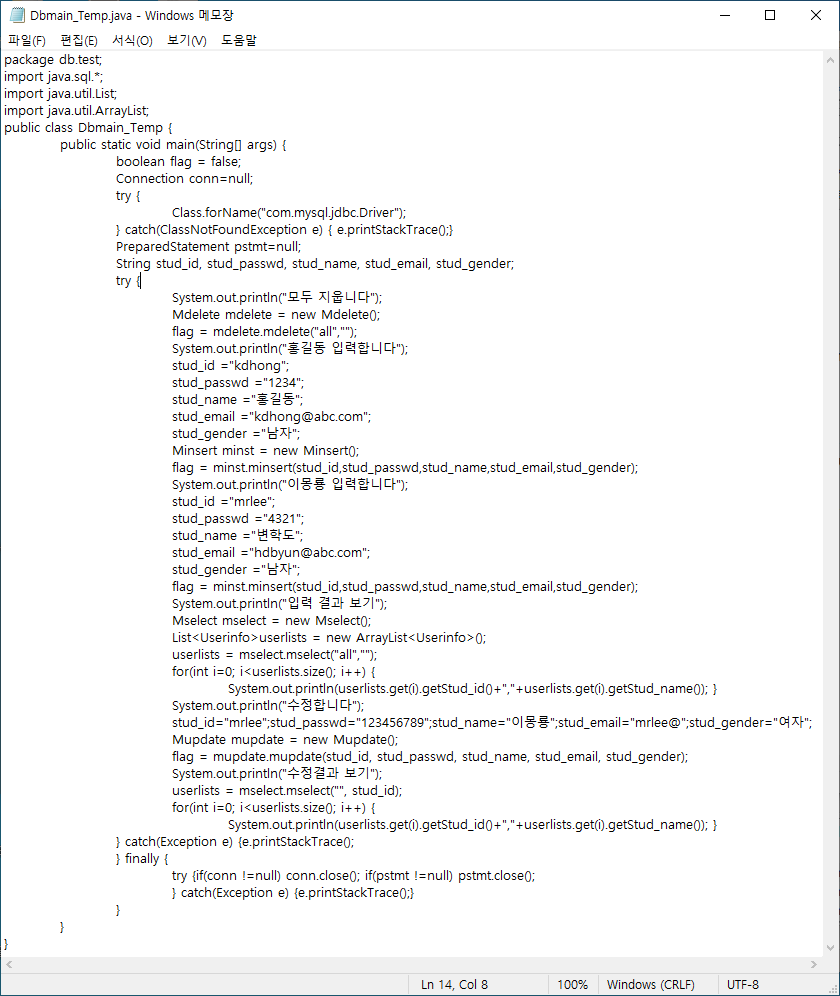 Dbmain_Temp.java - Windows 메모장
파일(F) 편집(E) 서식(O) 보기(V) 도움말
package db.test;
import java.sql.*;
import java.util.List;
import java.util.ArrayList;
public class Dbmain_Temp {
public static void main(String[] args) {
boolean flag = false;
Connection conn=null;
try {
Class.forName("com.mysql.jdbc.Driver");
} catch(ClassNotFoundException e) { e.printStackTrace();}
PreparedStatement pstmt=null;
String stud_id, stud_passwd, stud_name, stud_email, stud_gender;
try {
System.out.println("모두 지웁니다");
Mdelete mdelete = new Mdelete();
flag = mdelete.mdelete("all","");
System.out.println("홍길동 입력합니다");
stud_id ="kdhong";
stud_passwd ="1234";
stud_name ="홍길동";
stud_email ="kdhong@abc.com";
stud_gender ="남자";
Minsert minst = new Minsert();
flag = minst.minsert(stud_id,stud_passwd,stud_name,stud_email,stud_gender);
System.out.println("이몽룡 입력합니다");
stud_id ="mrlee";
stud_passwd ="4321";
stud_name ="변학도";
stud_email ="hdbyun@abc.com";
stud_gender ="남자";
flag = minst.minsert(stud_id,stud_passwd,stud_name,stud_email,stud_gender);
System.out.println("입력 결과 보기");
Mselect mselect = new Mselect();
List<Userinfo>userlists = new ArrayList<Userinfo>();
userlists = mselect.mselect("all","");
for(int i=0; i<userlists.size(); i++) {
System.out.println(userlists.get(i).getStud_id()+","+userlists.get(i).getStud_name()); }
System.out.println("수정합니다");
stud_id="mrlee";stud_passwd="123456789";stud_name="이몽룡";stud_email="mrlee@";stud_gender="여자";
Mupdate mupdate = new Mupdate();
flag = mupdate.mupdate(stud_id, stud_passwd, stud_name, stud_email, stud_gender);
System.out.println("수정결과 보기");
userlists = mselect.mselect("", stud_id);
for(int i=0; i<userlists.size(); i++) {
System.out.println(userlists.get(i).getStud_id()+","+userlists.get(i).getStud_name()); }
} catch(Exception e) {e.printStackTrace();
} finally {
try {if(conn !=null) conn.close(); if(pstmt !=null) pstmt.close();
} catch(Exception e) {e.printStackTrace();}
}
}
}
Ln 14, Col 8 100% Windows (CRLF) UTF-8